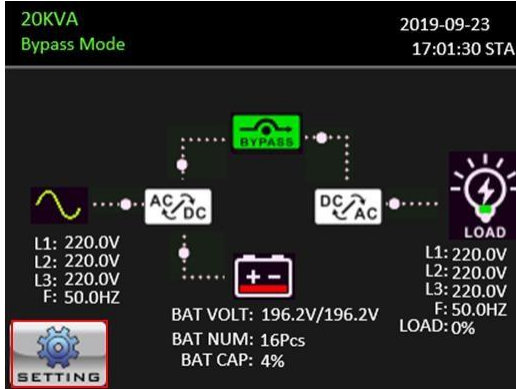 20KVA
Bypass Mode
2019-09-23
17:01:30 STA
BYPASS
AC DC
DC AC
LOAD
L1: 220.0V
L2: 220.0V
L3: 220.0V
F: 50.0HZ
L1: 220.0V
L2: 220.0V
L3: 220.0V
F: 50.0HZ
LOAD: 0%
+ -
BAT VOLT: 196.2V/196.2V
BAT NUM: 16Pcs
BAT CAP: 4%
SETTING